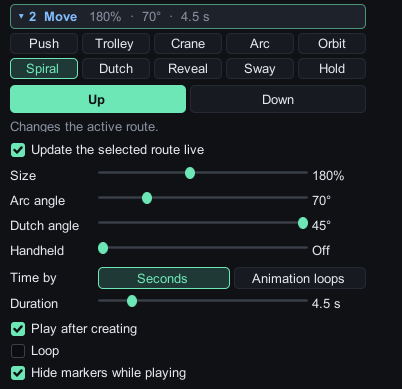 ▾ 2 Move 180% · 70° · 4.5 s
Push Trolley Crane Arc Orbit
Spiral Dutch Reveal Sway Hold
Up Down
Changes the active route.
Update the selected route live
Size 180%
Arc angle 70°
Dutch angle 45°
Handheld Off
Time by Seconds Animation loops
Duration 4.5 s
Play after creating
Loop
Hide markers while playing